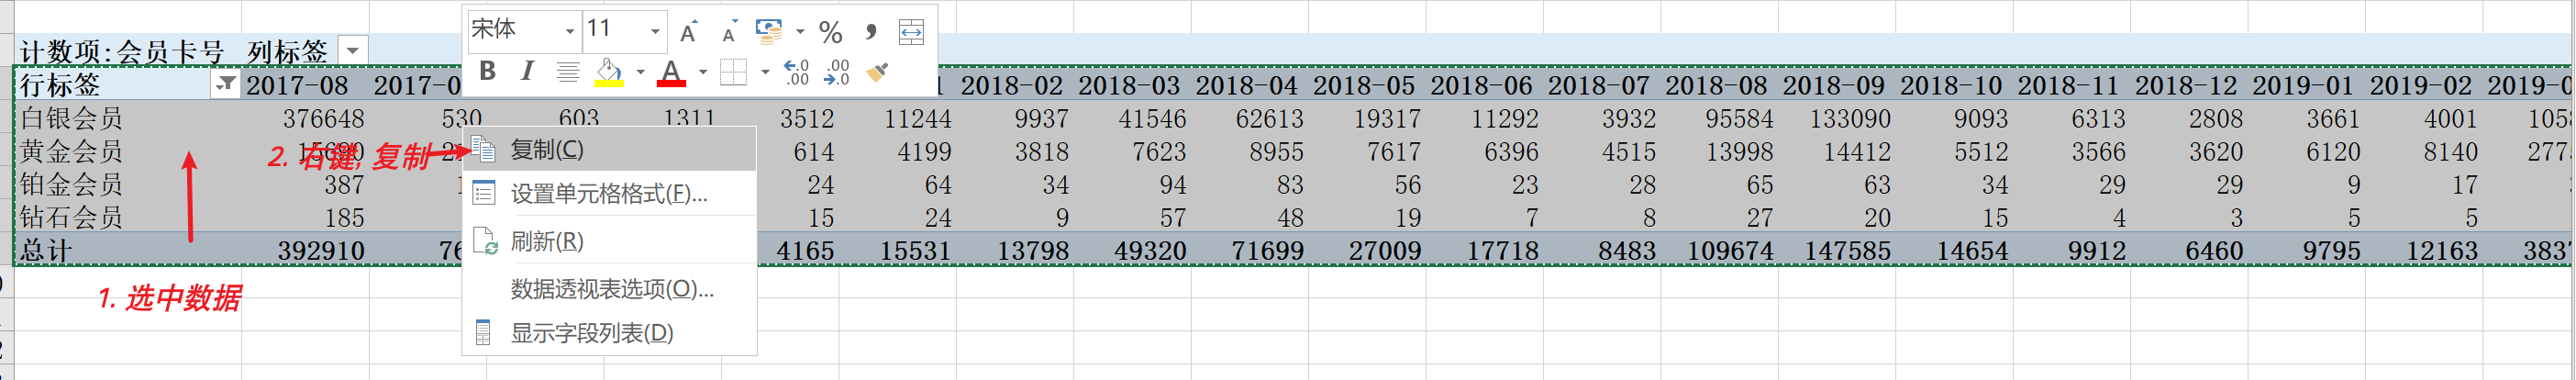 宋体 11 A A % ,
计数项:会员卡号 列标签
B I A .0 .00 .00 .0
行标签 2017-08 2017-0 1 2018-02 2018-03 2018-04 2018-05 2018-06 2018-07 2018-08 2018-09 2018-10 2018-11 2018-12 2019-01 2019-02 2019-0
白银会员 376648 530 603 1311 3512 11244 9937 41546 62613 19317 11292 3932 95584 133090 9093 6313 2808 3661 4001 1058
黄金会员 614 4199 3818 7623 8955 7617 6396 4515 13998 14412 5512 3566 3620 6120 8140 277
2. 右键, 复制
复制(C)
铂金会员 387 1 24 64 34 94 83 56 23 28 65 63 34 29 29 9 17
设置单元格格式(F)...
钻石会员 185 15 24 9 57 48 19 7 8 27 20 15 4 3 5 5
刷新(R)
总计 392910 76 4165 15531 13798 49320 71699 27009 17718 8483 109674 147585 14654 9912 6460 9795 12163 3837
1. 选中数据
数据透视表选项(O)...
显示字段列表(D)